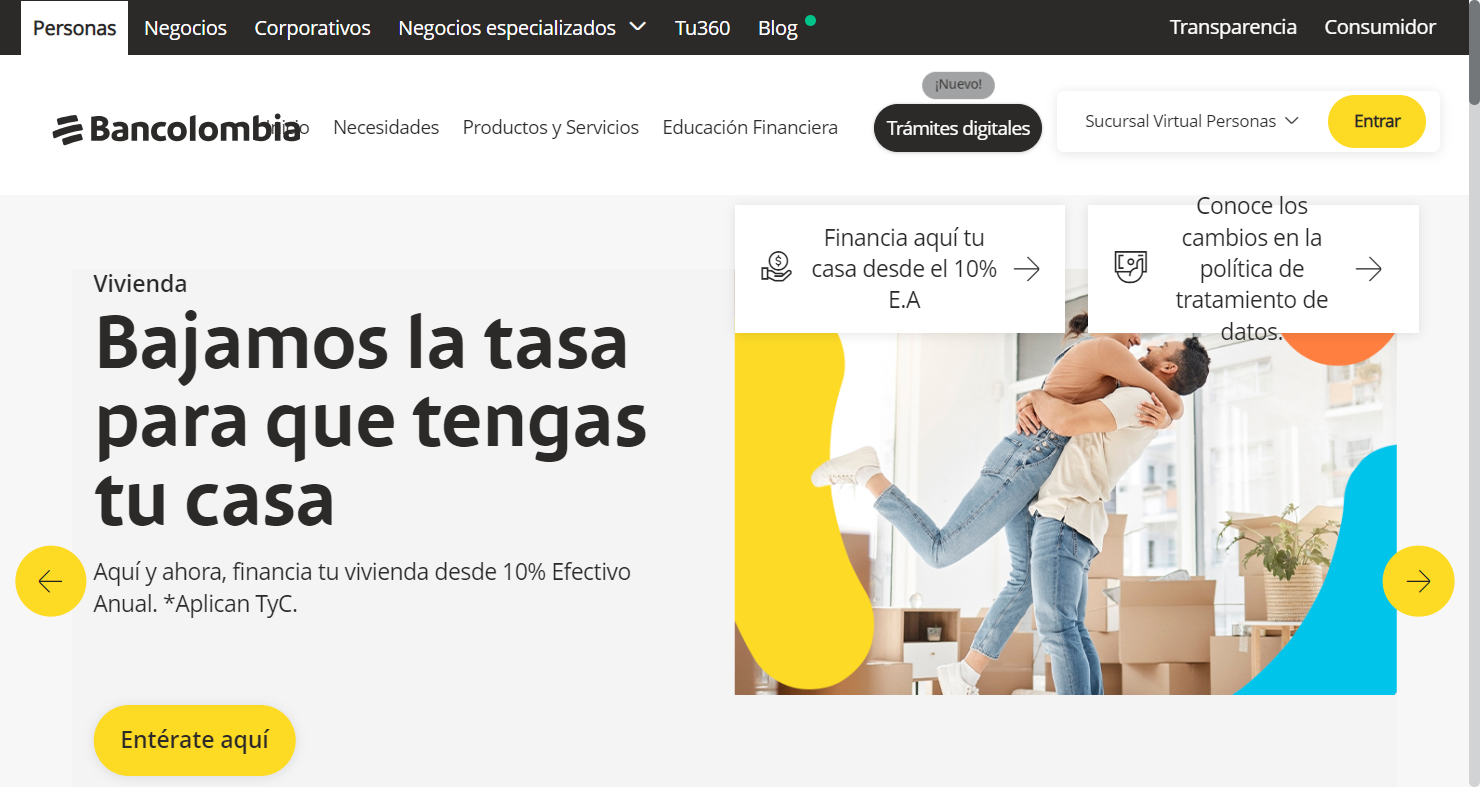 Personas Negocios Corporativos Negocios especializados Tu360 Blog Transparencia Consumidor
¡Nuevo!
Bancolombia Inicio Necesidades Productos y Servicios Educación Financiera Trámites digitales Sucursal Virtual Personas Entrar
Financia aquí tu
casa desde el 10%
E.A
Conoce los
cambios en la
política de
tratamiento de
datos.
Vivienda
Bajamos la tasa
para que tengas
tu casa
Aquí y ahora, financia tu vivienda desde 10% Efectivo
Anual. *Aplican TyC.
Entérate aquí